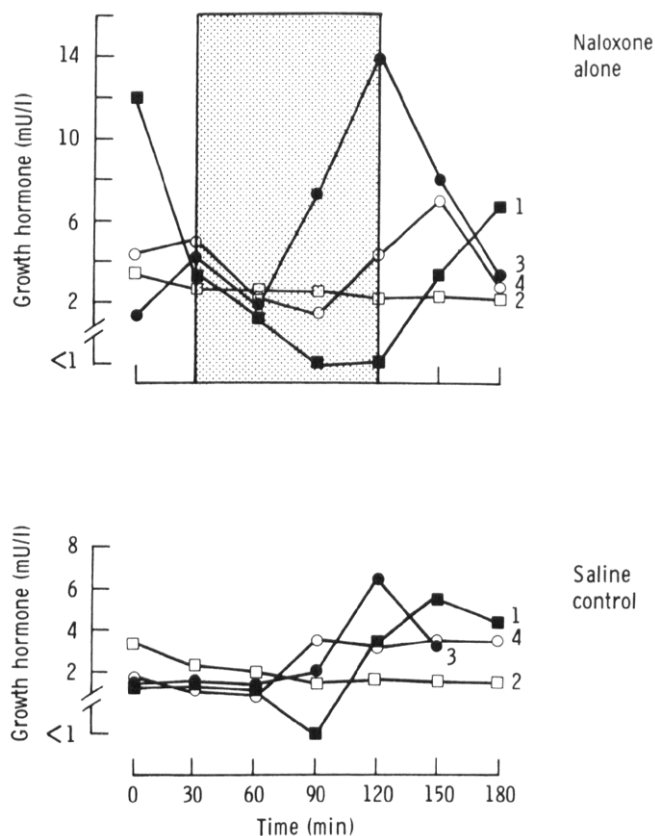 Naloxone
alone
Growth hormone (mU/l)
14
10
6
2
<1
1
3
4
2
Saline
control
Growth hormone (mU/l)
8
6
4
2
<1
1
4
3
2
0 30 60 90 120 150 180
Time (min)